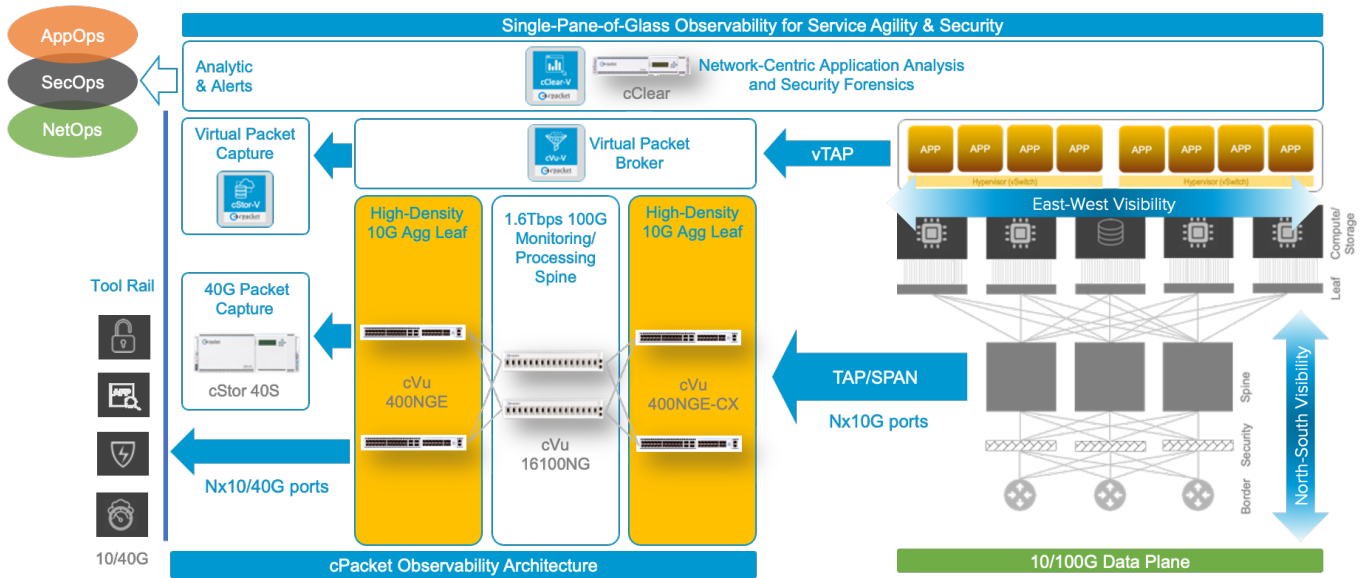 Single-Pane-of-Glass Observability for Service Agility & Security
AppOps
SecOps
NetOps
Analytic
& Alerts
cClear-V
cpacket
cClear
Network-Centric Application Analysis
and Security Forensics
Virtual Packet
Capture
cStor-V
cpacket
cVu-V
cpacket
Virtual Packet
Broker
vTAP
APP
APP
APP
APP
APP
APP
APP
APP
Hypervisor (vSwitch)
Hypervisor (vSwitch)
East-West Visibility
Compute/
Storage
Leaf
High-Density
10G Agg Leaf
1.6Tbps 100G
Monitoring/
Processing
Spine
High-Density
10G Agg Leaf
Tool Rail
APP
10/40G
40G Packet
Capture
cStor 40S
cVu
400NGE
cVu
16100NG
cVu
400NGE-CX
TAP/SPAN
Nx10G ports
Nx10/40G ports
Spine
Security
Border
North-South Visibility
cPacket Observability Architecture
10/100G Data Plane